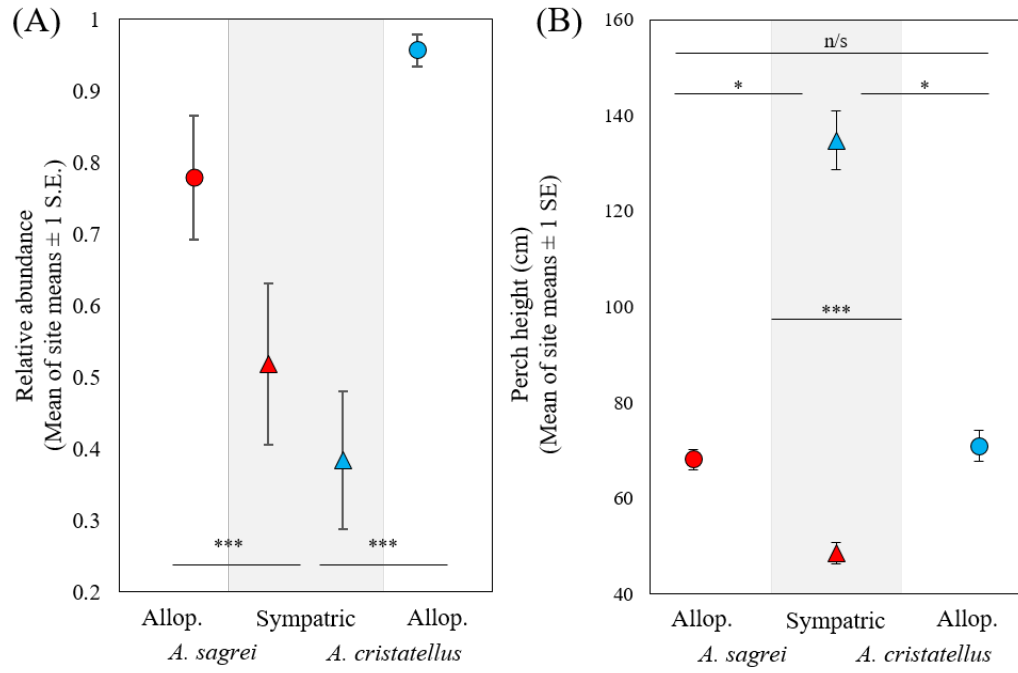 (A)
Relative abundance
(Mean of site means ± 1 S.E.)
1
0.9
0.8
0.7
0.6
0.5
0.4
0.3
0.2
*** ***
Allop. Sympatric Allop.
A. sagrei A. cristatellus
(B)
Perch height (cm)
(Mean of site means ± 1 SE)
160
140
120
100
80
60
40
n/s
* *
***
Allop. Sympatric Allop.
A. sagrei A. cristatellus